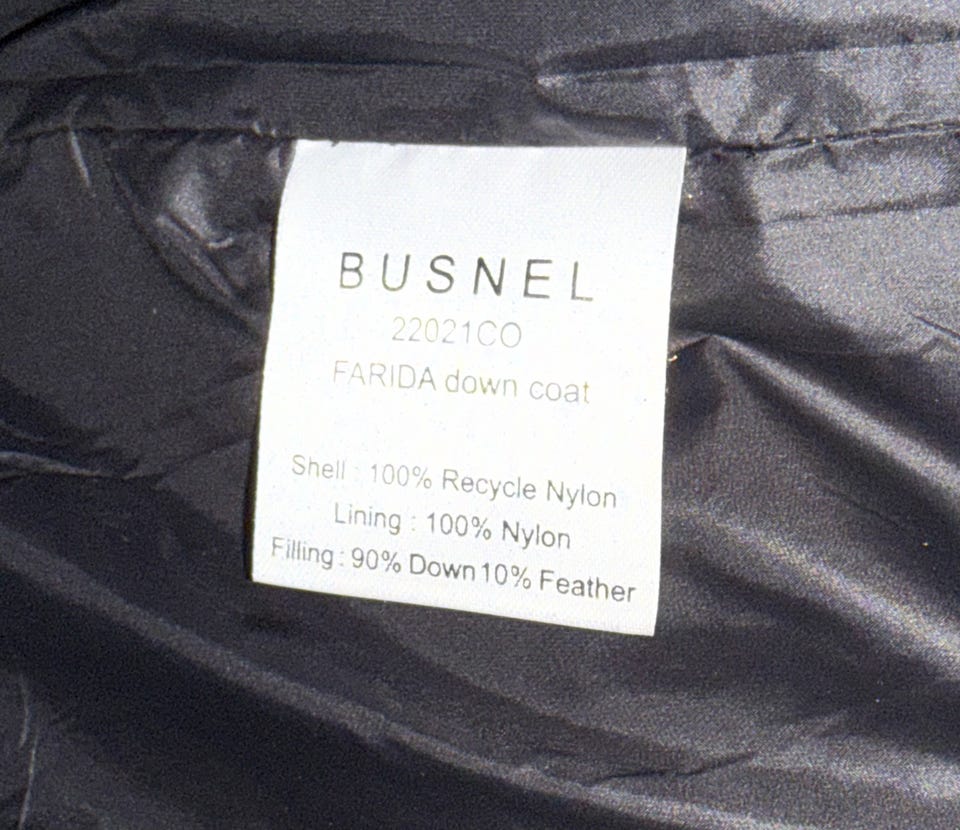 BUSNEL
22021CO
FARIDA down coat
Shell : 100% Recycle Nylon
Lining : 100% Nylon
Filling : 90% Down 10% Feather